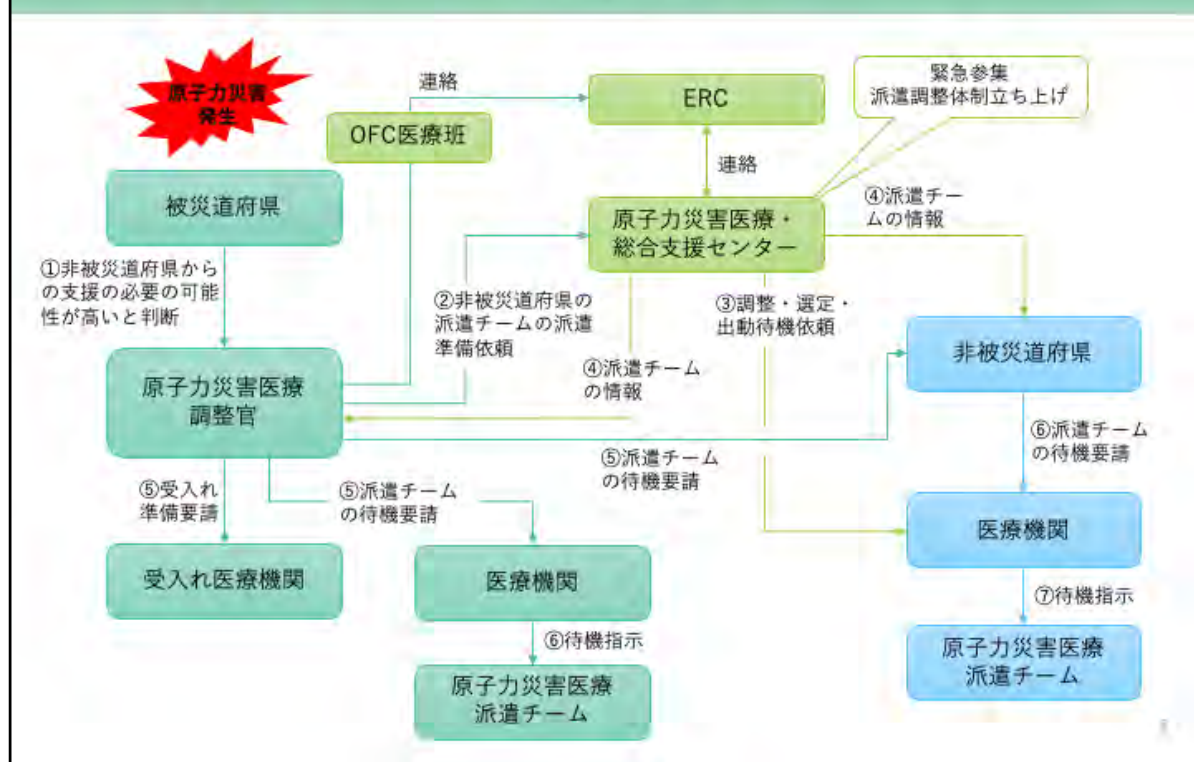 原子力災害
発生
連絡
ERC
緊急参集
派遣調整体制立ち上げ
OFC医療班
連絡
被災道府県
原子力災害医療・
総合支援センター
④派遣チー
ムの情報
①非被災道府県から
の支援の必要の可能
性が高いと判断
②非被災道府県の
派遣チームの派遣
準備依頼
③調整・選定・
出動待機依頼
非被災道府県
原子力災害医療
調整官
④派遣チーム
の情報
⑤受入れ
準備要請
⑤派遣チーム
の待機要請
⑤派遣チーム
の待機要請
⑥派遣チーム
の待機要請
受入れ医療機関
医療機関
医療機関
⑥待機指示
⑦待機指示
原子力災害医療
派遣チーム
原子力災害医療
派遣チーム